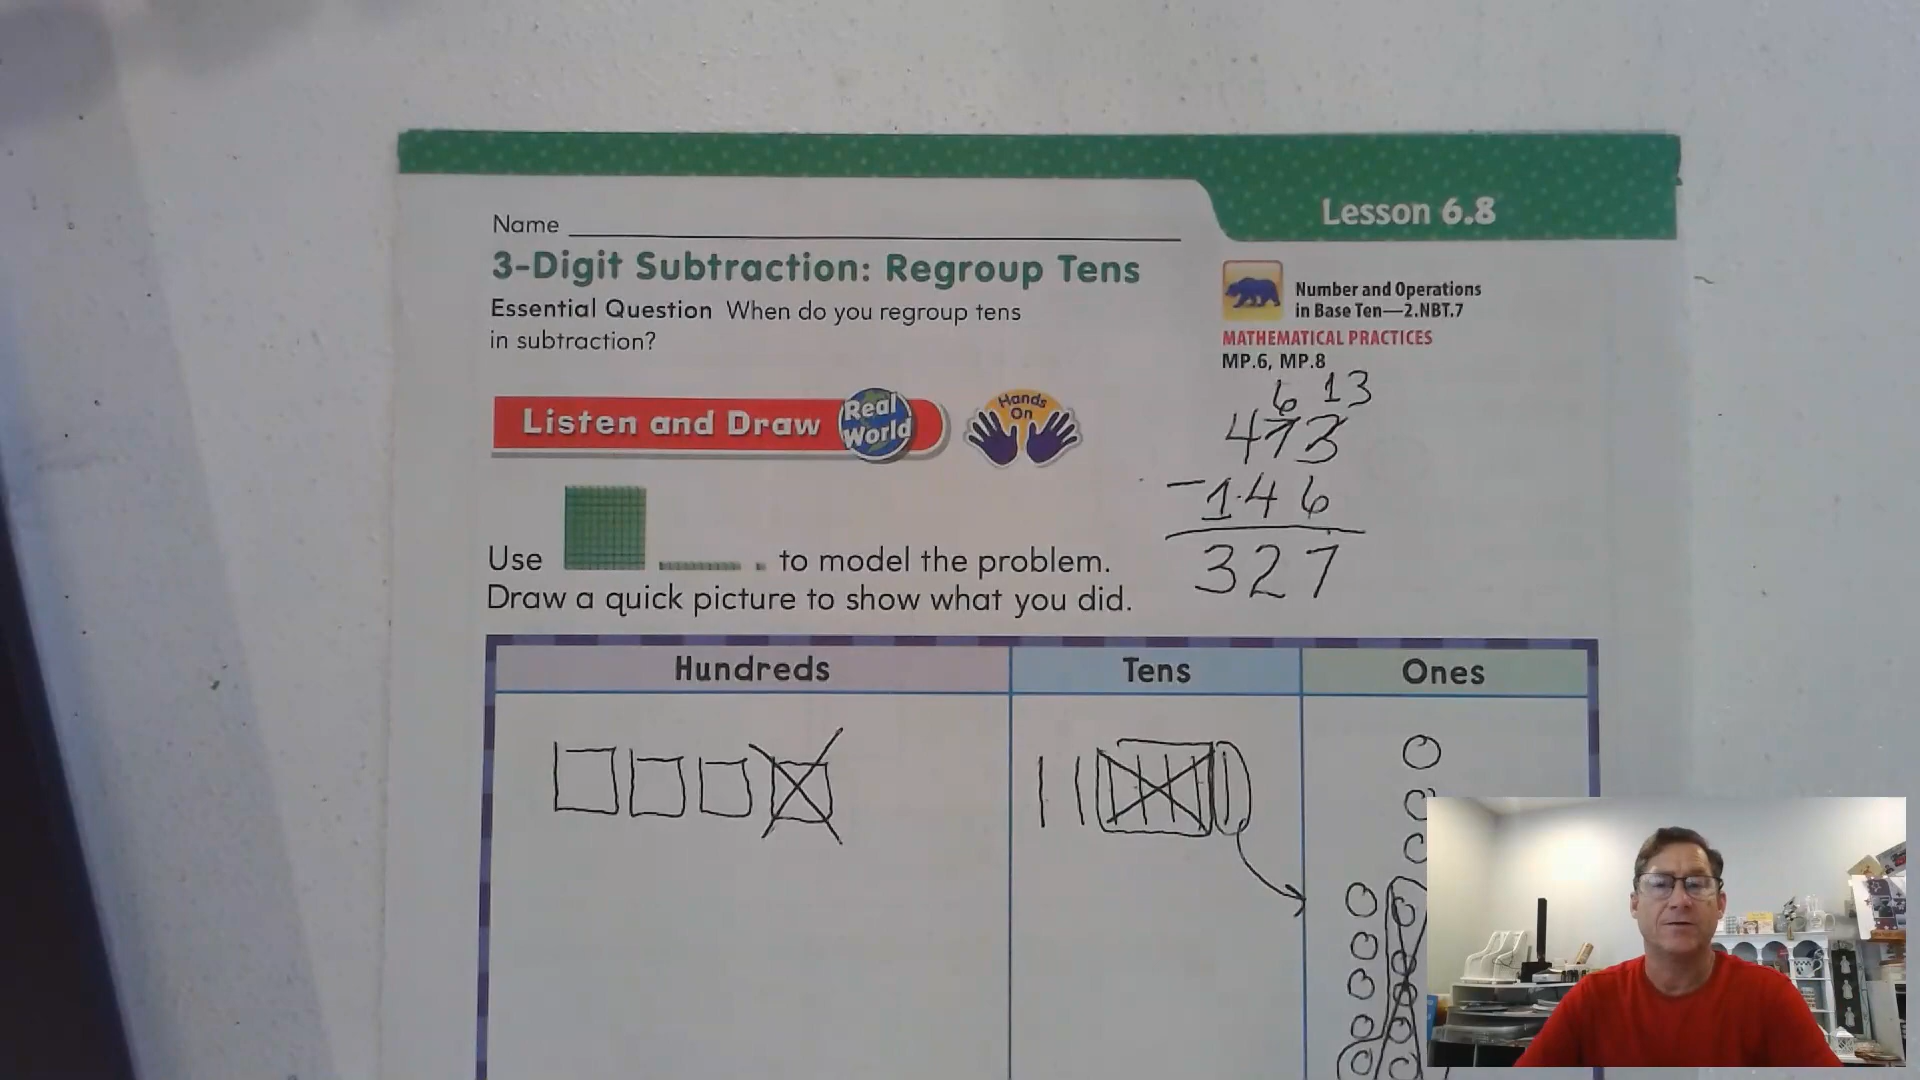 Lesson 6.8
Name
3-Digit Subtraction: Regroup Tens
Essential Question When do you regroup tens
in subtraction?
Number and Operations
in Base Ten—2.NBT.7
MATHEMATICAL PRACTICES
MP.6, MP.8
Listen and Draw
Real
World
Hands
On
6 13
473
-146
327
Use to model the problem.
Draw a quick picture to show what you did.
Hundreds Tens Ones